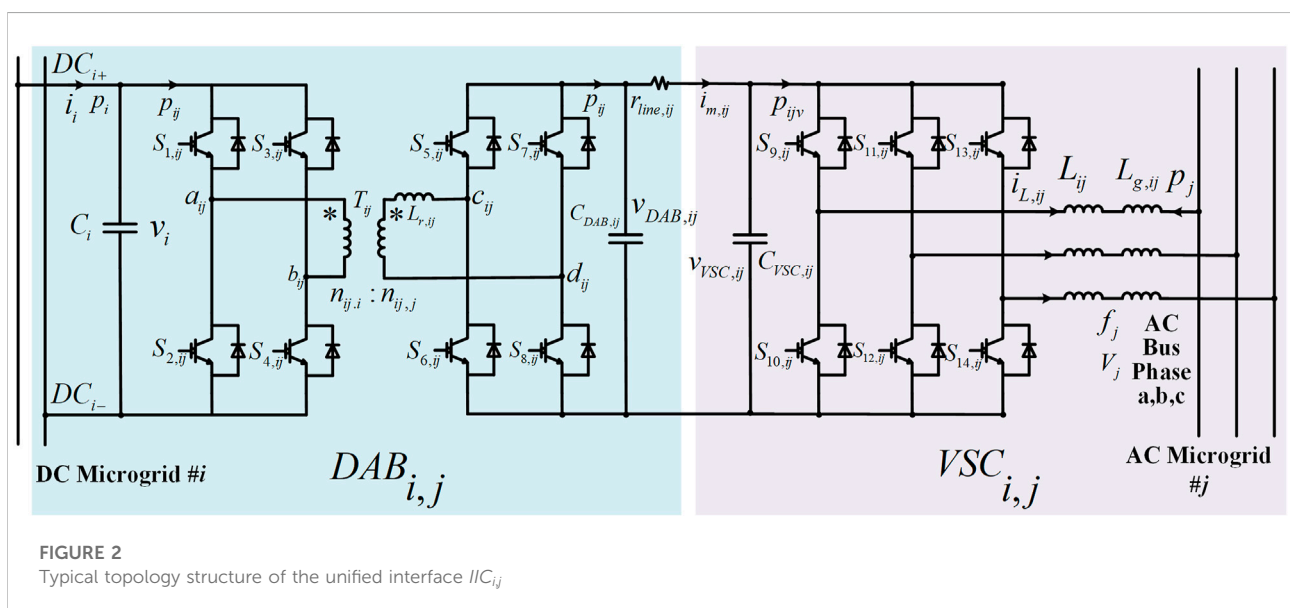 DC_{i+}
i_i p_i p_{ij}
S_{1,ij} S_{3,ij} S_{5,ij} S_{7,ij}
p_{ij} r_{line,ij} i_{m,ij} p_{ijv}
S_{9,ij} S_{11,ij} S_{13,ij}
i_{L,ij} L_{ij} L_{g,ij} p_j
a_{ij} * T_{ij} * L_{r,ij} c_{ij}
C_i v_i
C_{DAB,ij} v_{DAB,ij}
v_{VSC,ij} C_{VSC,ij}
b_{ij} d_{ij}
n_{ij.i} : n_{ij,j}
S_{2,ij} S_{4,ij} S_{6,ij} S_{8,ij}
S_{10,ij} S_{12,ij} S_{14,ij}
f_j AC
V_j Bus
Phase
a,b,c
DC_{i-}
DC Microgrid #i
DAB_{i,j}
VSC_{i,j}
AC Microgrid
#j
FIGURE 2
Typical topology structure of the unified interface IIC_{i,j}